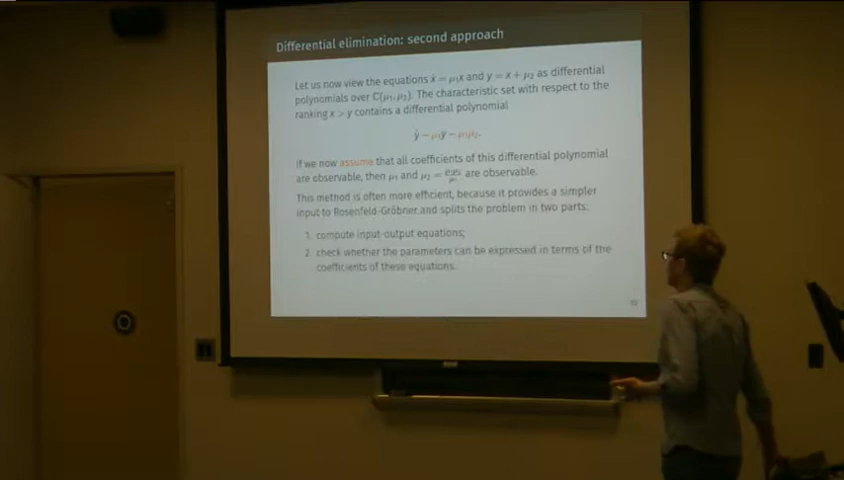 Differential elimination: second approach
Let us now view the equations ẋ = μ₁x and y = x + μ₂ as differential
polynomials over C(μ₁, μ₂). The characteristic set with respect to the
ranking x > y contains a differential polynomial
ẏ − μ₁y − μ₁μ₂.
If we now assume that all coefficients of this differential polynomial
are observable, then μ₁ and μ₂ = μ₁μ₂/μ₁ are observable.
This method is often more efficient, because it provides a simpler
input to Rosenfeld-Gröbner and splits the problem in two parts:
1. compute input-output equations;
2. check whether the parameters can be expressed in terms of the
coefficients of these equations.